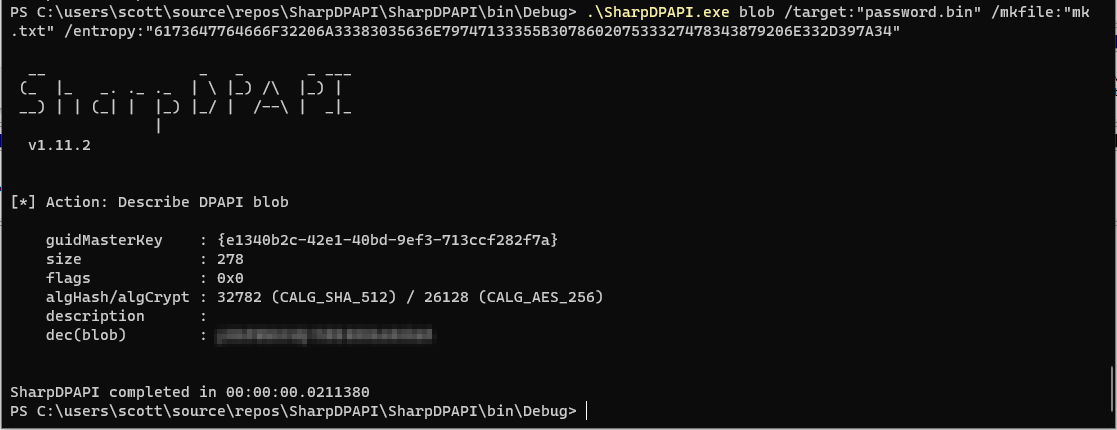 PS C:\users\scott\source\repos\SharpDPAPI\SharpDPAPI\bin\Debug> .\SharpDPAPI.exe blob /target:"password.bin" /mkfile:"mk
.txt" /entropy:"6173647764666F32206A33383035636E79747133355B3078602075333274783438792​06E332D397A34"
  __                 _   _       _ ___
 (_  |_   _. ._ ._  | \ |_) /\  |_) |
 __) | | (_| |  |_) |_/ |  /--\ |  _|_
                |
  v1.11.2
[*] Action: Describe DPAPI blob
    guidMasterKey    : {e1340b2c-42e1-40bd-9ef3-713ccf282f7a}
    size             : 278
    flags            : 0x0
    algHash/algCrypt : 32782 (CALG_SHA_512) / 26128 (CALG_AES_256)
    description      :
    dec(blob)        :
SharpDPAPI completed in 00:00:00.0211380
PS C:\users\scott\source\repos\SharpDPAPI\SharpDPAPI\bin\Debug>